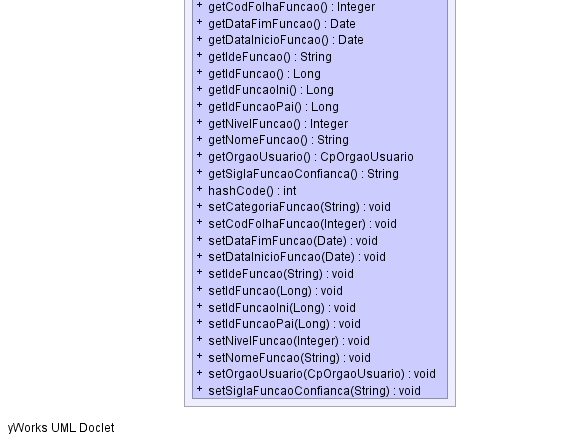 + getCodFolhaFuncao() : Integer
+ getDataFimFuncao() : Date
+ getDataInicioFuncao() : Date
+ getIdeFuncao() : String
+ getIdFuncao() : Long
+ getIdFuncaoIni() : Long
+ getIdFuncaoPai() : Long
+ getNivelFuncao() : Integer
+ getNomeFuncao() : String
+ getOrgaoUsuario() : CpOrgaoUsuario
+ getSiglaFuncaoConfianca() : String
+ hashCode() : int
+ setCategoriaFuncao(String) : void
+ setCodFolhaFuncao(Integer) : void
+ setDataFimFuncao(Date) : void
+ setDataInicioFuncao(Date) : void
+ setIdeFuncao(String) : void
+ setIdFuncao(Long) : void
+ setIdFuncaoIni(Long) : void
+ setIdFuncaoPai(Long) : void
+ setNivelFuncao(Integer) : void
+ setNomeFuncao(String) : void
+ setOrgaoUsuario(CpOrgaoUsuario) : void
+ setSiglaFuncaoConfianca(String) : void
yWorks UML Doclet